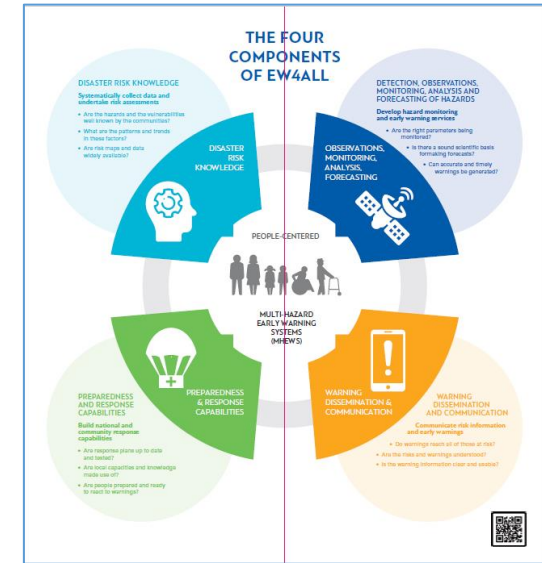 THE FOUR
COMPONENTS
OF EW4ALL
DISASTER RISK KNOWLEDGE
Systematically collect data and
undertake risk assessments
• Are the hazards and the vulnerabilities
well known by the communities?
• What are the patterns and trends
in these factors?
• Are risk maps and data
widely available?
DETECTION, OBSERVATIONS,
MONITORING, ANALYSIS AND
FORECASTING OF HAZARDS
Develop hazard monitoring
and early warning services
• Are the right parameters being
monitored?
• Is there a sound scientific basis
formaking forecasts?
• Can accurate and timely
warnings be generated?
DISASTER
RISK
KNOWLEDGE
OBSERVATIONS,
MONITORING,
ANALYSIS,
FORECASTING
PEOPLE-CENTERED
MULTI-HAZARD
EARLY WARNING
SYSTEMS
(MHEWS)
PREPAREDNESS
& RESPONSE
CAPABILITIES
WARNING
DISSEMINATION &
COMMUNICATION
PREPAREDNESS
AND RESPONSE
CAPABILITIES
Build national and
community response
capabilities
• Are response plans up to date
and tested?
• Are local capacities and knowledge
made use of?
• Are people prepared and ready
to react to warnings?
WARNING
DISSEMINATION
AND COMMUNICATION
Communicate risk information
and early warnings
• Do warnings reach all of those at risk?
• Are the risks and warnings understood?
• Is the warning information clear and usable?